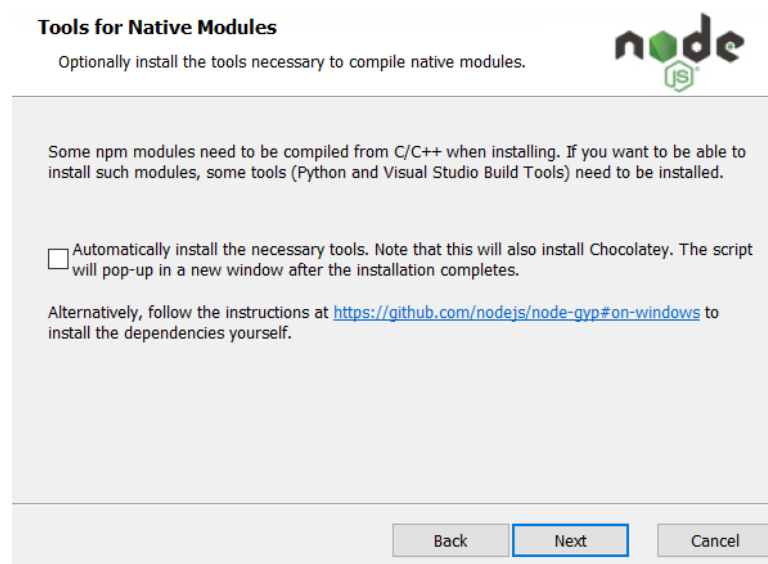 Tools for Native Modules
Optionally install the tools necessary to compile native modules.
node
JS
Some npm modules need to be compiled from C/C++ when installing. If you want to be able to
install such modules, some tools (Python and Visual Studio Build Tools) need to be installed.
Automatically install the necessary tools. Note that this will also install Chocolatey. The script
will pop-up in a new window after the installation completes.
Alternatively, follow the instructions at https://github.com/nodejs/node-gyp#on-windows to
install the dependencies yourself.
Back Next Cancel